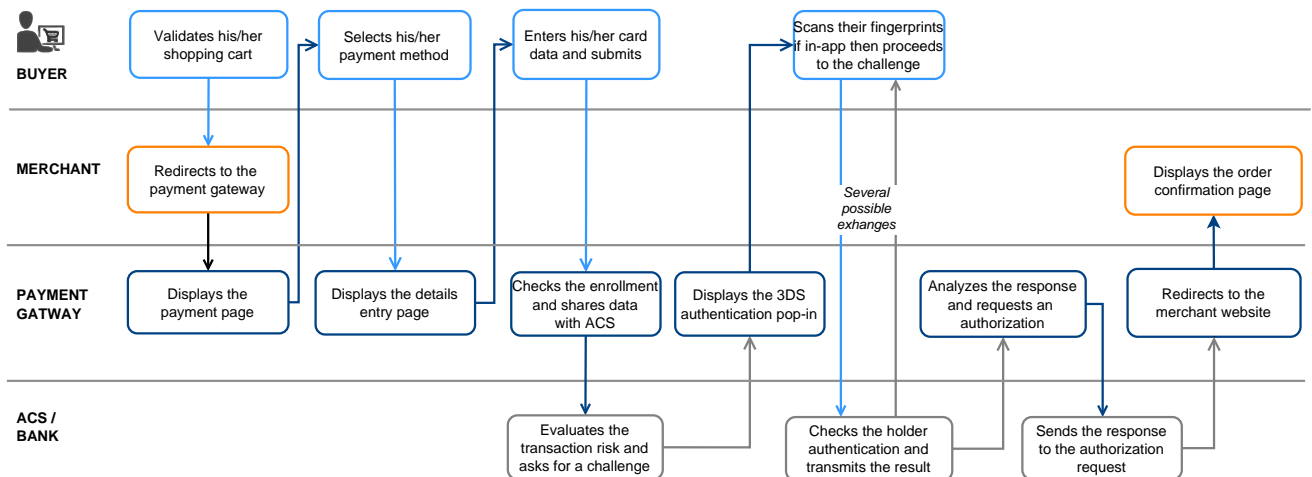 BUYER
Validates his/her
shopping cart
Selects his/her
payment method
Enters his/her card
data and submits
Scans their fingerprints
if in-app then proceeds
to the challenge
MERCHANT
Redirects to the
payment gateway
Several
possible
exhanges
Displays the order
confirmation page
PAYMENT
GATWAY
Displays the
payment page
Displays the details
entry page
Checks the enrollment
and shares data
with ACS
Displays the 3DS
authentication pop-in
Analyzes the response
and requests an
authorization
Redirects to the
merchant website
ACS /
BANK
Evaluates the
transaction risk and
asks for a challenge
Checks the holder
authentication and
transmits the result
Sends the response
to the authorization
request